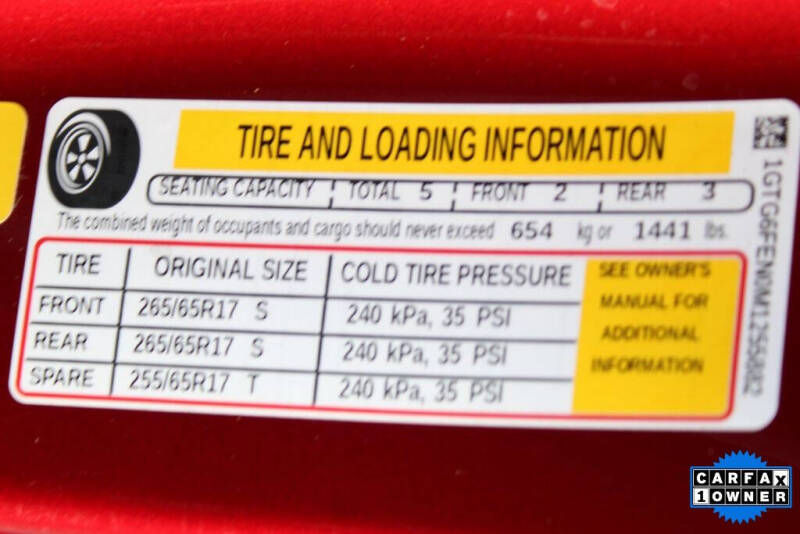 TIRE AND LOADING INFORMATION
SEATING CAPACITY TOTAL 5 FRONT 2 REAR 3
The combined weight of occupants and cargo should never exceed 654 kg or 1441 lbs.
TIRE ORIGINAL SIZE COLD TIRE PRESSURE
FRONT 265/65R17 S 240 kPa, 35 PSI
REAR 265/65R17 S 240 kPa, 35 PSI
SPARE 255/65R17 T 240 kPa, 35 PSI
SEE OWNER'S
MANUAL FOR
ADDITIONAL
INFORMATION
CARFAX
1 OWNER